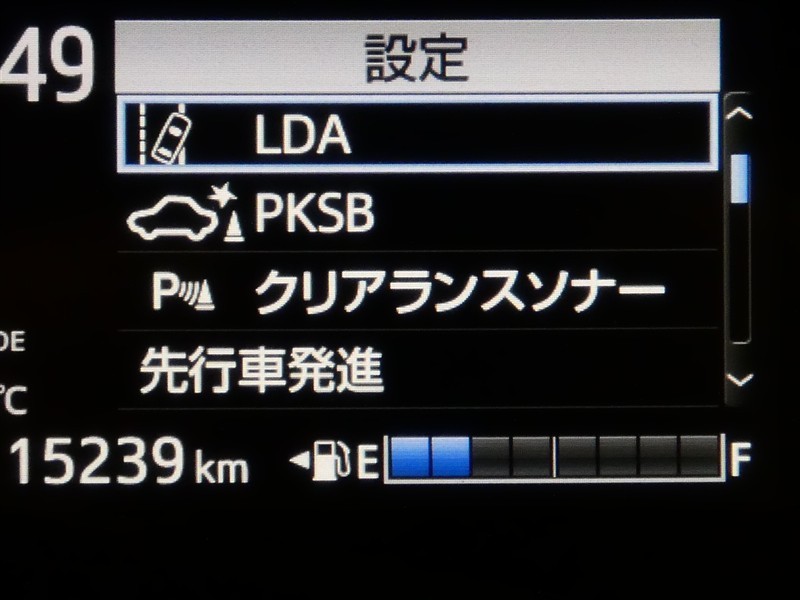 49
設定
LDA
PKSB
P クリアランスソナー
先行車発進
DE
°C
15239 km E F